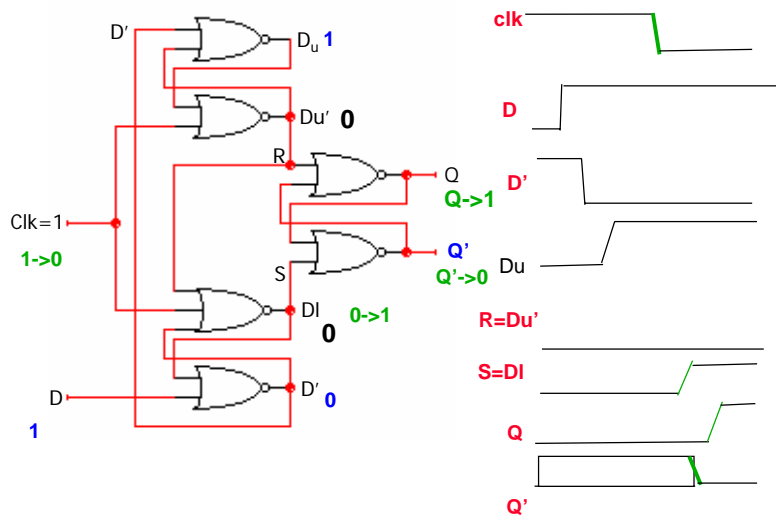 D’
Du 1
Du’ 0
R
Q
Q->1
Clk=1
1->0
Q’
Q’->0
S
Dl
0->1
0
D’
0
D
1
clk
D
D’
Du
R=Du’
S=Dl
Q
Q’